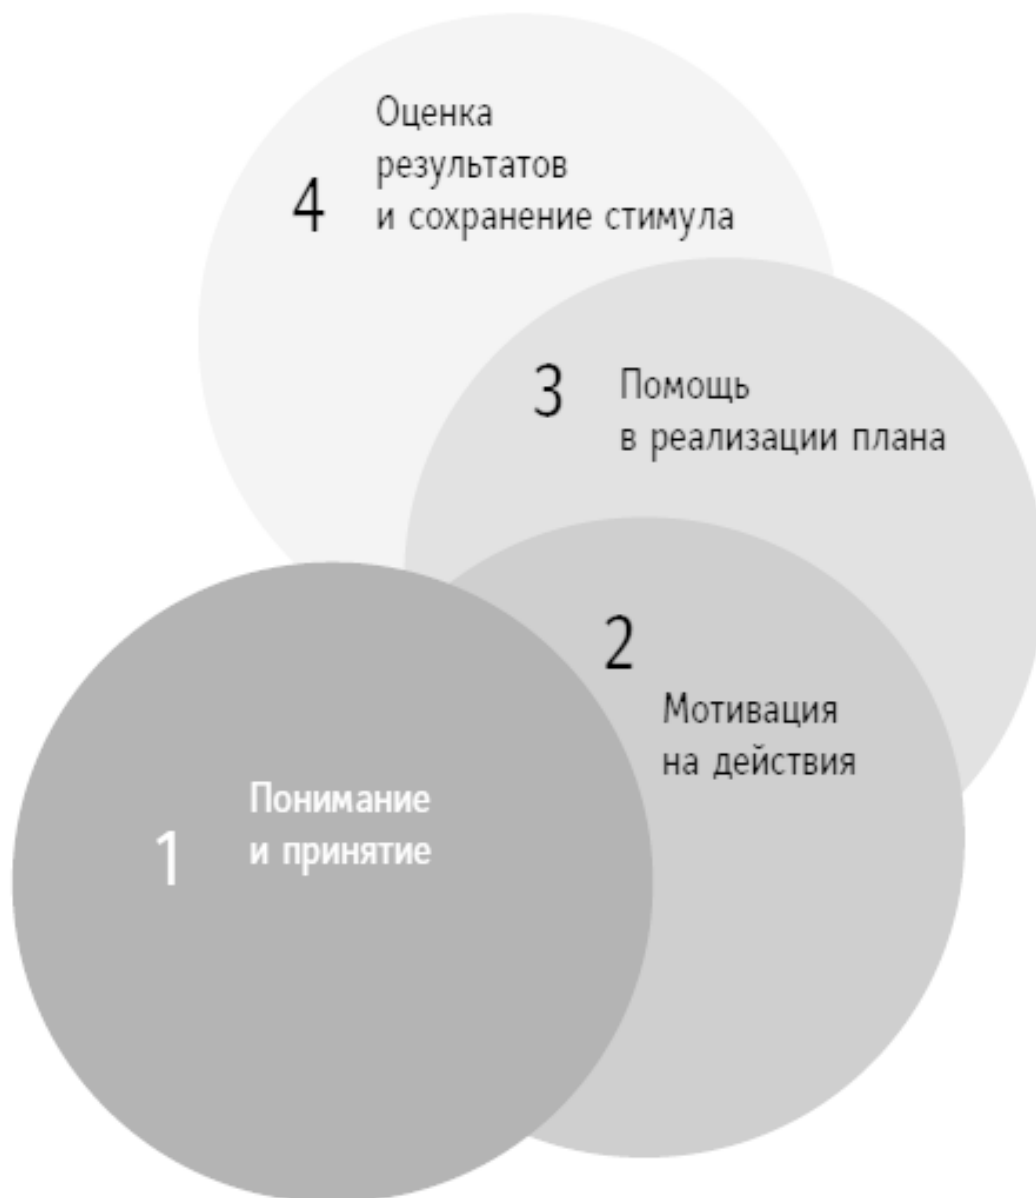 4
Оценка
результатов
и сохранение стимула
3
Помощь
в реализации плана
2
Мотивация
на действия
1
Понимание
и принятие